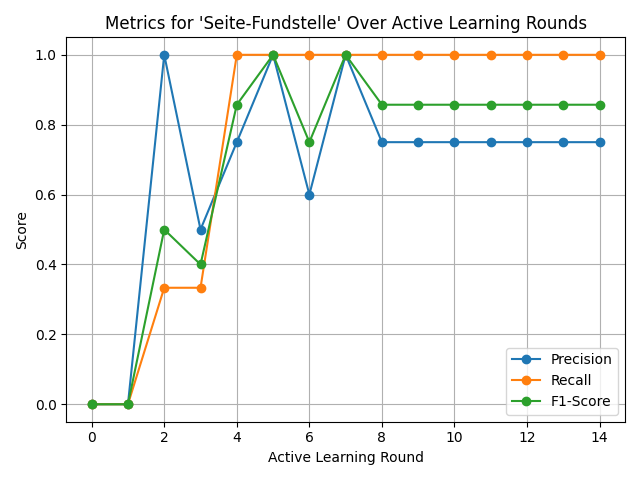 Metrics for 'Seite-Fundstelle' Over Active Learning Rounds
Score
1.0
0.8
0.6
0.4
0.2
0.0
0 2 4 6 8 10 12 14
Active Learning Round
Precision
Recall
F1-Score